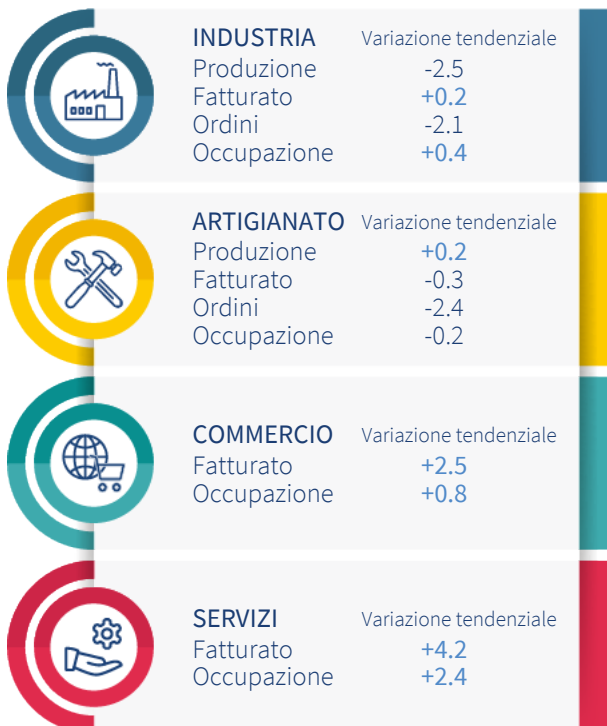 INDUSTRIA Variazione tendenziale
Produzione -2.5
Fatturato +0.2
Ordini -2.1
Occupazione +0.4
ARTIGIANATO Variazione tendenziale
Produzione +0.2
Fatturato -0.3
Ordini -2.4
Occupazione -0.2
COMMERCIO Variazione tendenziale
Fatturato +2.5
Occupazione +0.8
SERVIZI Variazione tendenziale
Fatturato +4.2
Occupazione +2.4